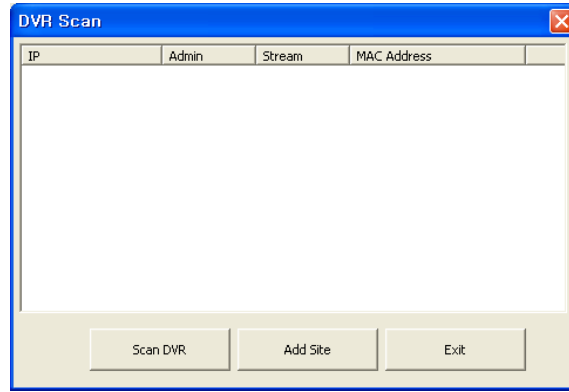 DVR Scan
IP Admin Stream MAC Address
Scan DVR Add Site Exit